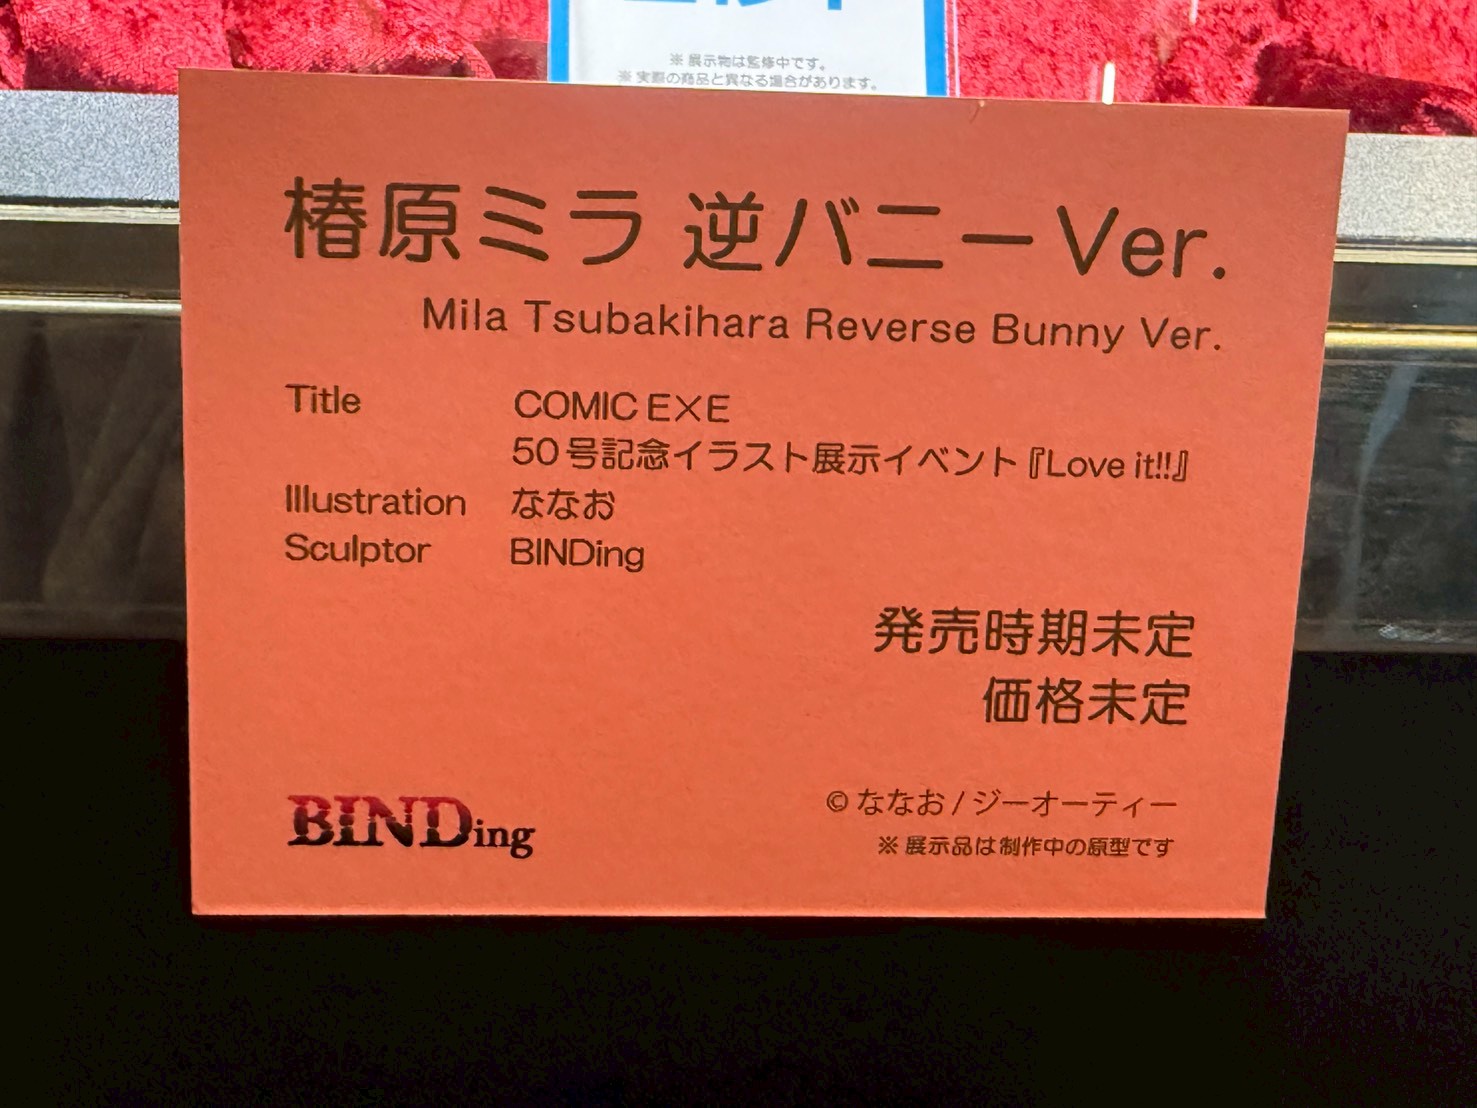 ※ 展示物は監修中です。
※ 実際の商品と異なる場合があります。
椿原ミラ 逆バニーVer.
Mila Tsubakihara Reverse Bunny Ver.
Title COMIC E×E
50号記念イラスト展示イベント『Love it!!』
Illustration ななお
Sculptor BINDing
発売時期未定
価格未定
BINDing
© ななお / ジーオーティー
※ 展示品は制作中の原型です